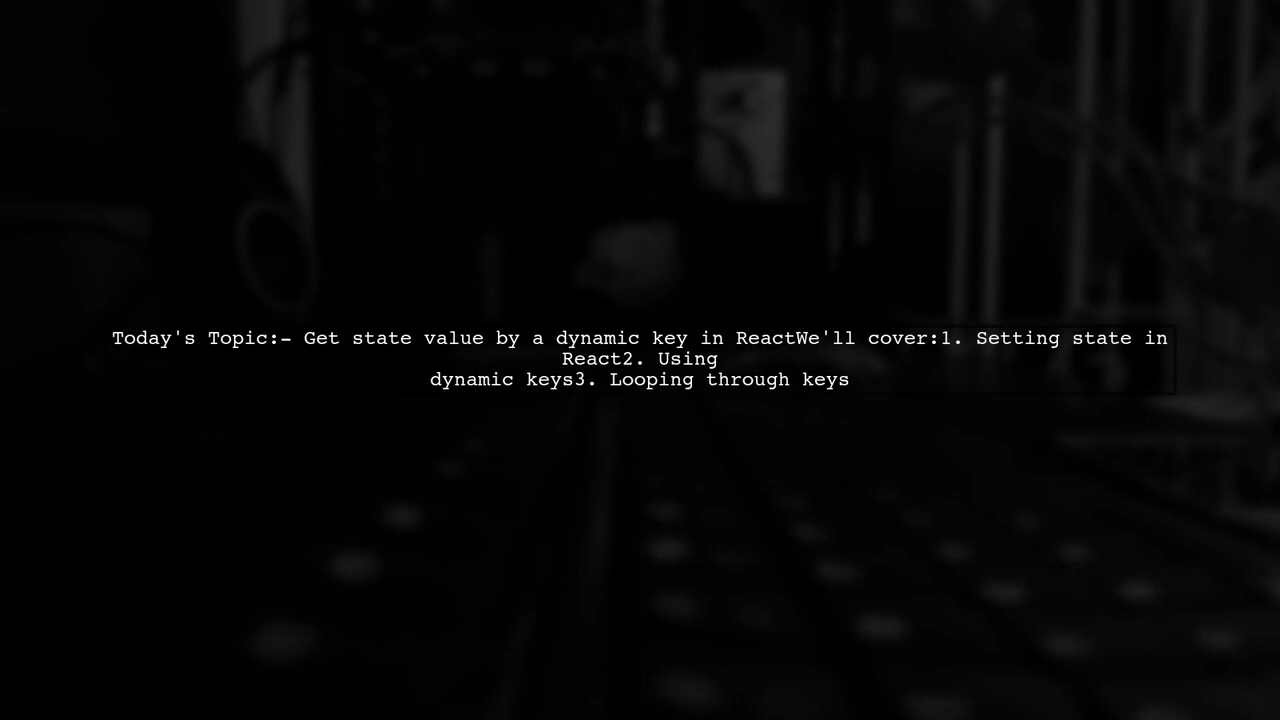 Today's Topic:- Get state value by a dynamic key in ReactWe'll cover:1. Setting state in
React2. Using
dynamic keys3. Looping through keys